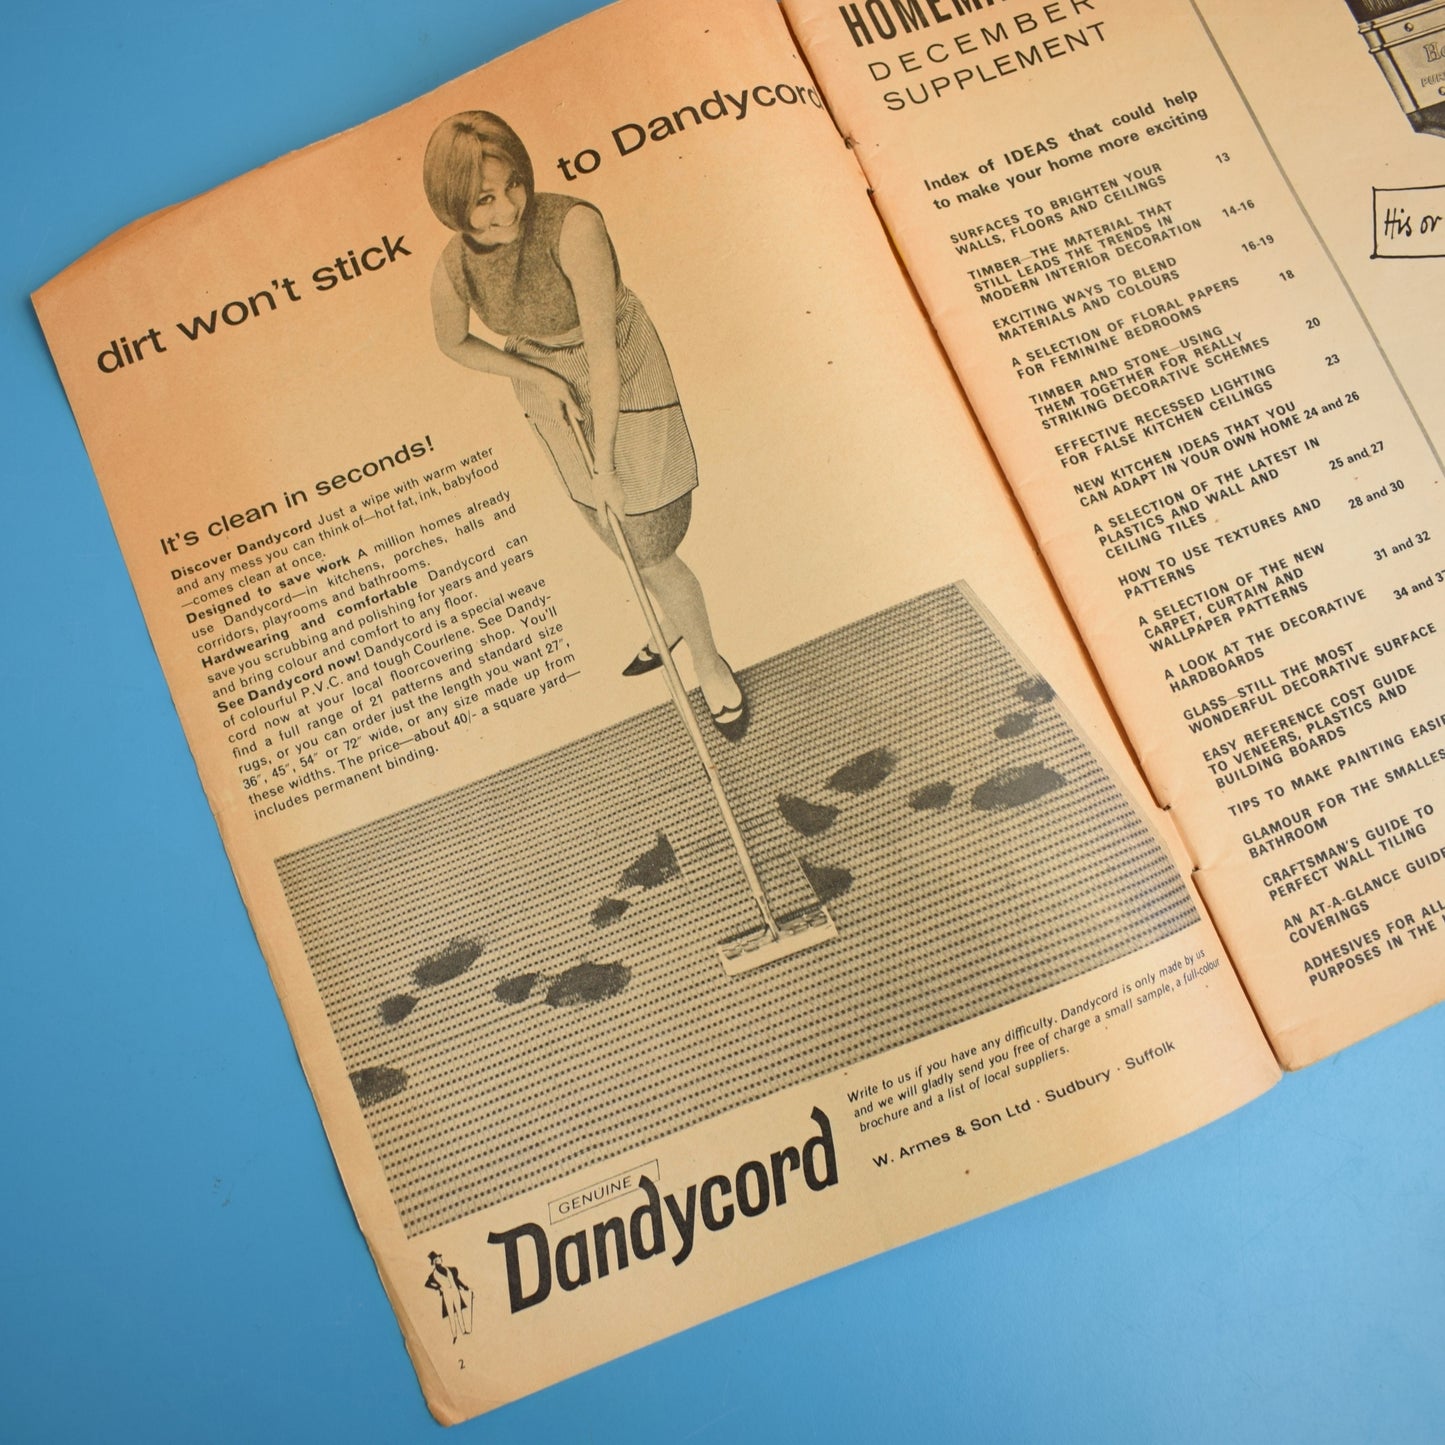 dirt won't stick to Dandycord
It's clean in seconds!
Discover Dandycord Just a wipe with warm water
and any mess you can think of—hot fat, ink, babyfood
—comes clean at once.
Designed to save work A million homes already
use Dandycord—in kitchens, porches, halls and
corridors, playrooms and bathrooms.
Hardwearing and comfortable Dandycord can
save you scrubbing and polishing for years and years
and bring colour and comfort to any floor.
See Dandycord now! Dandycord is a special weave
of colourful P.V.C. and tough Courlene. See Dandy-
cord now at your local floorcovering shop. You'll
find a full range of 21 patterns and standard size
rugs, or you can order just the length you want 27″,
36″, 45″, 54″ or 72″ wide, or any size made up from
these widths. The price—about 40/- a square yard—
includes permanent binding.
Write to us if you have any difficulty. Dandycord is only made by us
and we will gladly send you free of charge a small sample, a full-colour
brochure and a list of local suppliers.
W. Armes & Son Ltd · Sudbury · Suffolk
GENUINE
Dandycord
2
DECEMBER
SUPPLEMENT
Index of IDEAS that could help
to make your home more exciting
SURFACES TO BRIGHTEN YOUR 13
WALLS, FLOORS AND CEILINGS
TIMBER—THE MATERIAL THAT 14-16
STILL LEADS THE TRENDS IN
MODERN INTERIOR DECORATION
EXCITING WAYS TO BLEND 16-19
MATERIALS AND COLOURS
A SELECTION OF FLORAL PAPERS 18
FOR FEMININE BEDROOMS
TIMBER AND STONE—USING 20
THEM TOGETHER FOR REALLY
STRIKING DECORATIVE SCHEMES
EFFECTIVE RECESSED LIGHTING 23
FOR FALSE KITCHEN CEILINGS
NEW KITCHEN IDEAS THAT YOU
CAN ADAPT IN YOUR OWN HOME 24 and 26
A SELECTION OF THE LATEST IN 25 and 27
PLASTICS AND WALL AND
CEILING TILES
HOW TO USE TEXTURES AND 28 and 30
PATTERNS
A SELECTION OF THE NEW 31 and 32
CARPET, CURTAIN AND
WALLPAPER PATTERNS
A LOOK AT THE DECORATIVE 34 and
HARDBOARDS
GLASS—STILL THE MOST
WONDERFUL DECORATIVE SURFACE
EASY REFERENCE COST GUIDE
TO VENEERS, PLASTICS AND
BUILDING BOARDS
TIPS TO MAKE PAINTING
GLAMOUR FOR THE
BATHROOM
CRAFTSMAN'S GUIDE TO
PERFECT WALL TILING
AN AT-A-GLANCE GUIDE
COVERINGS
ADHESIVES FOR ALL
PURPOSES IN THE
His or